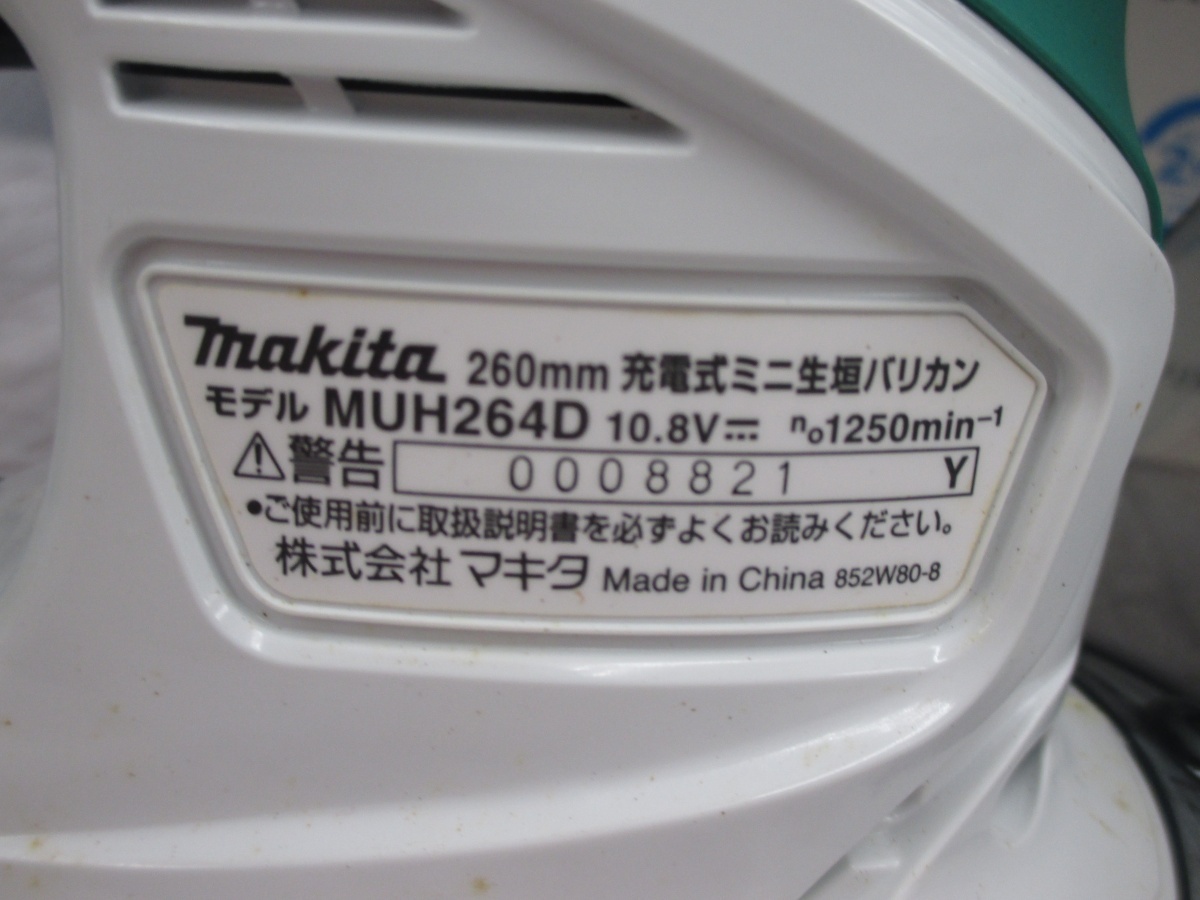 makita 260mm 充電式ミニ生垣バリカン
モデル MUH264D 10.8V⎓ n₀1250min⁻¹
⚠警告 0008821 Y
•ご使用前に取扱説明書を必ずよくお読みください。
株式会社 マキタ Made in China 852W80-8